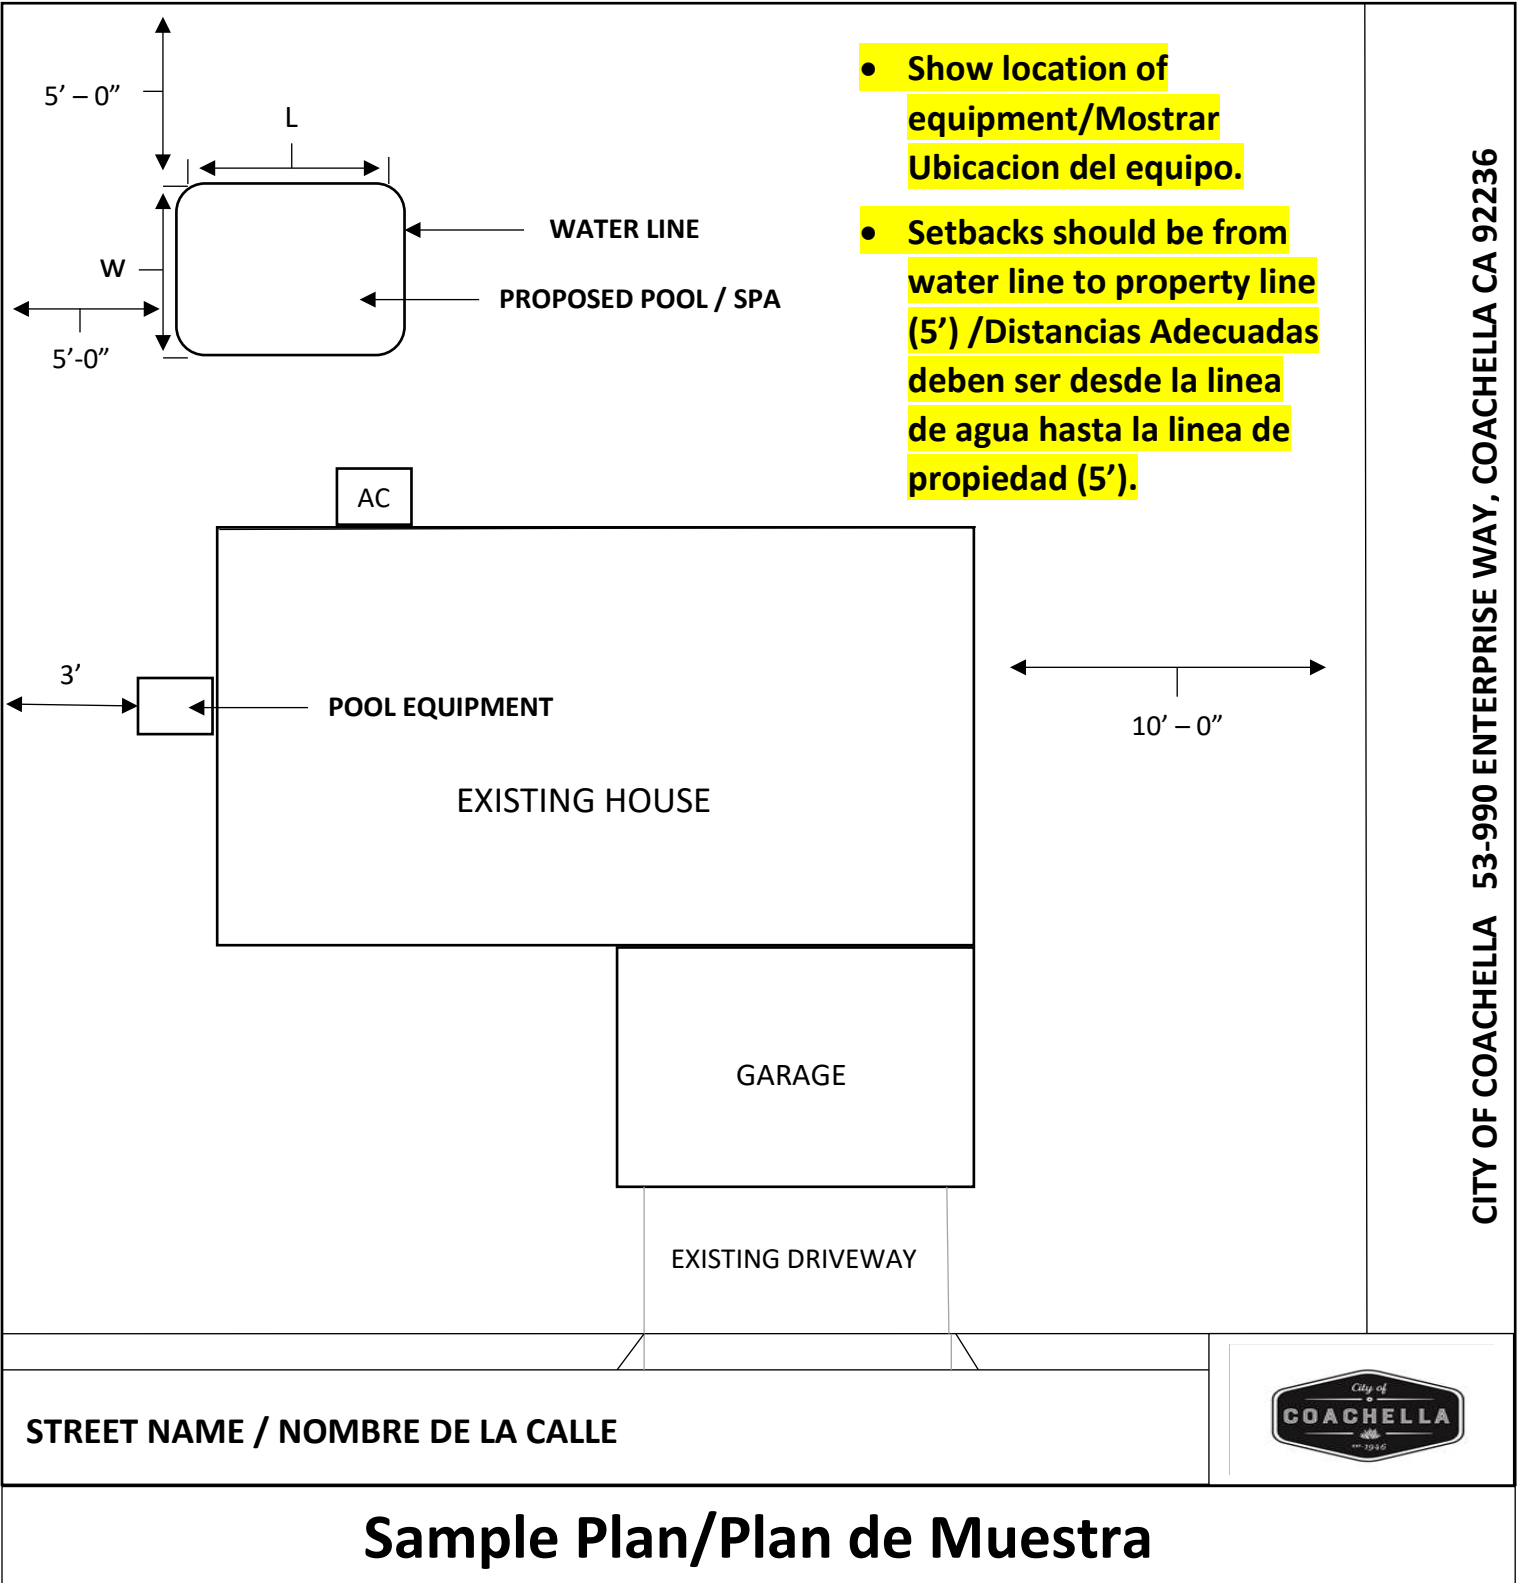 5’ – 0”
L
W
5’-0”
WATER LINE
PROPOSED POOL / SPA
• Show location of
equipment/Mostrar
Ubicacion del equipo.
• Setbacks should be from
water line to property line
(5’) /Distancias Adecuadas
deben ser desde la linea
de agua hasta la linea de
propiedad (5’).
AC
3’
POOL EQUIPMENT
EXISTING HOUSE
10’ – 0”
GARAGE
EXISTING DRIVEWAY
CITY OF COACHELLA 53-990 ENTERPRISE WAY, COACHELLA CA 92236
STREET NAME / NOMBRE DE LA CALLE
City of
COACHELLA
EST. 1946
Sample Plan/Plan de Muestra